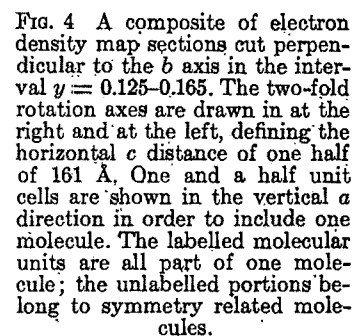 FIG. 4 A composite of electron
density map sections cut perpen-
dicular to the b axis in the inter-
val y = 0.125–0.165. The two-fold
rotation axes are drawn in at the
right and at the left, defining the
horizontal c distance of one half
of 161 Å, One and a half unit
cells are shown in the vertical a
direction in order to include one
molecule. The labelled molecular
units are all part of one mole-
cule; the unlabelled portions be-
long to symmetry related mole-
cules.